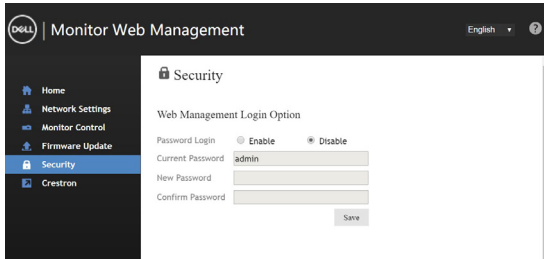 DELL | Monitor Web Management
English
?
Home
Network Settings
Monitor Control
Firmware Update
Security
Crestron
Security
Web Management Login Option
Password Login Enable Disable
Current Password admin
New Password
Confirm Password
Save